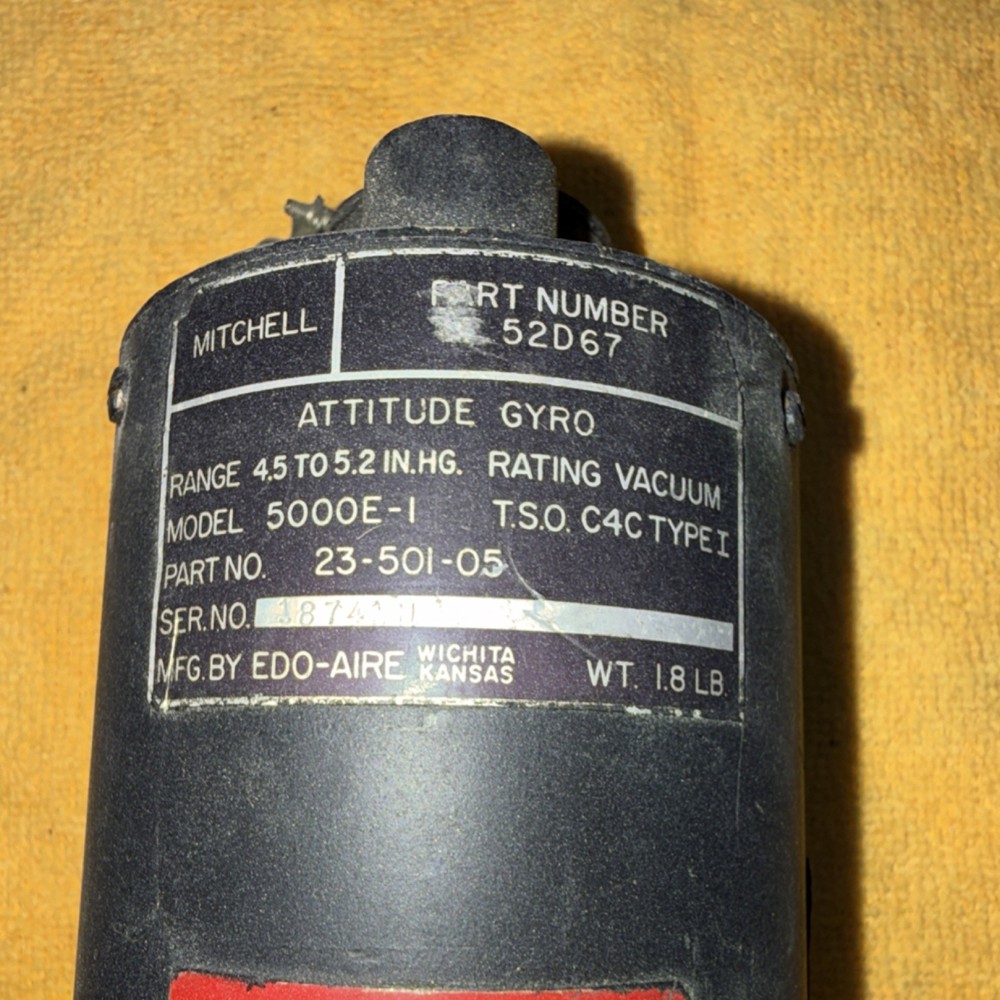 MITCHELL
PART NUMBER
52D67
ATTITUDE GYRO
RANGE 4.5 TO 5.2 IN.HG. RATING VACUUM
MODEL 5000E-1 T.S.O. C4C TYPE I
PART NO. 23-501-05
SER. NO.
MFG. BY EDO-AIRE WICHITA KANSAS WT. 1.8 LB